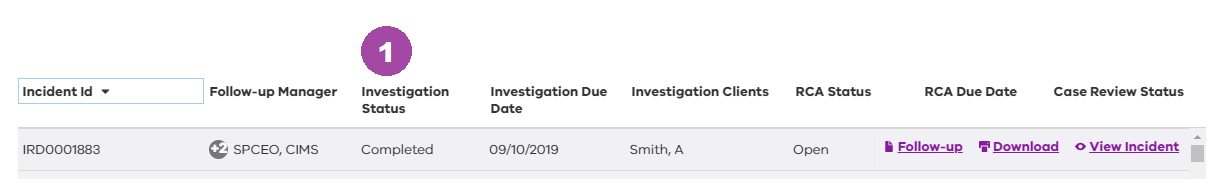 1
Incident Id Follow-up Manager Investigation Status Investigation Due Date Investigation Clients RCA Status RCA Due Date Case Review Status
IRD0001883 +2 SPCEO, CIMS Completed 09/10/2019 Smith, A Open Follow-up Download View Incident